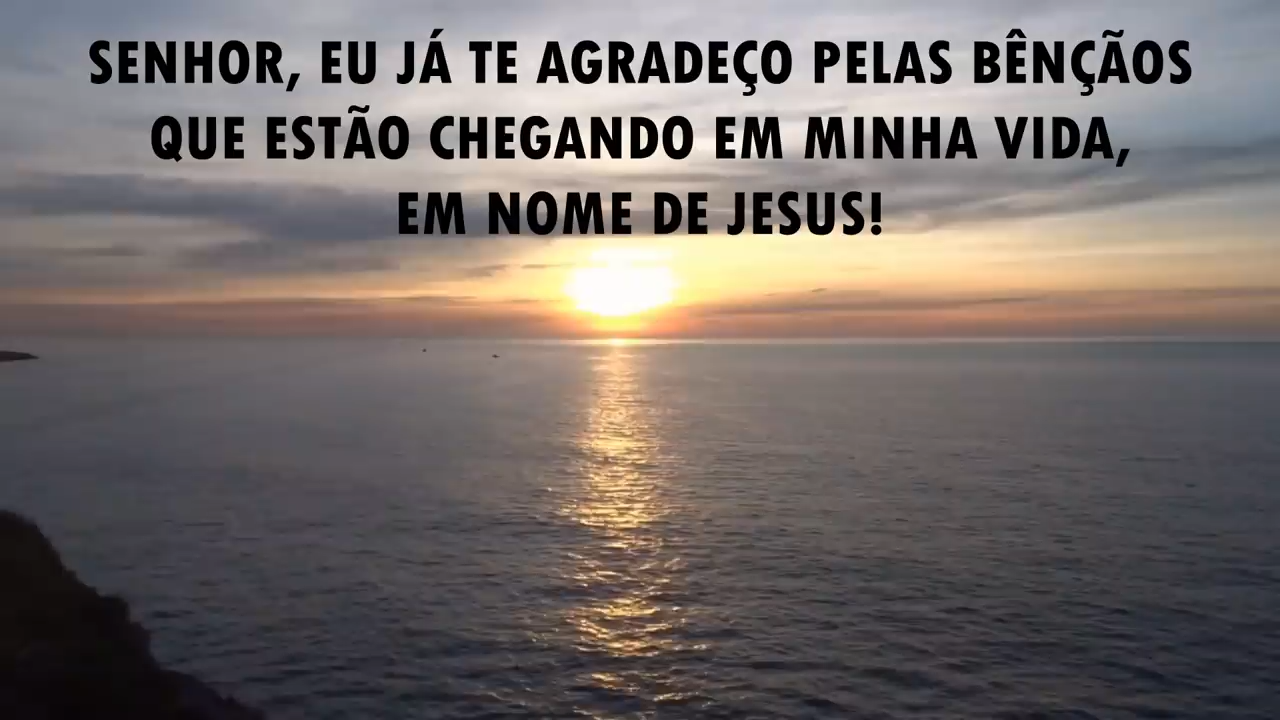 SENHOR, EU JÁ TE AGRADEÇO PELAS BÊNÇÃOS
QUE ESTÃO CHEGANDO EM MINHA VIDA,
EM NOME DE JESUS!